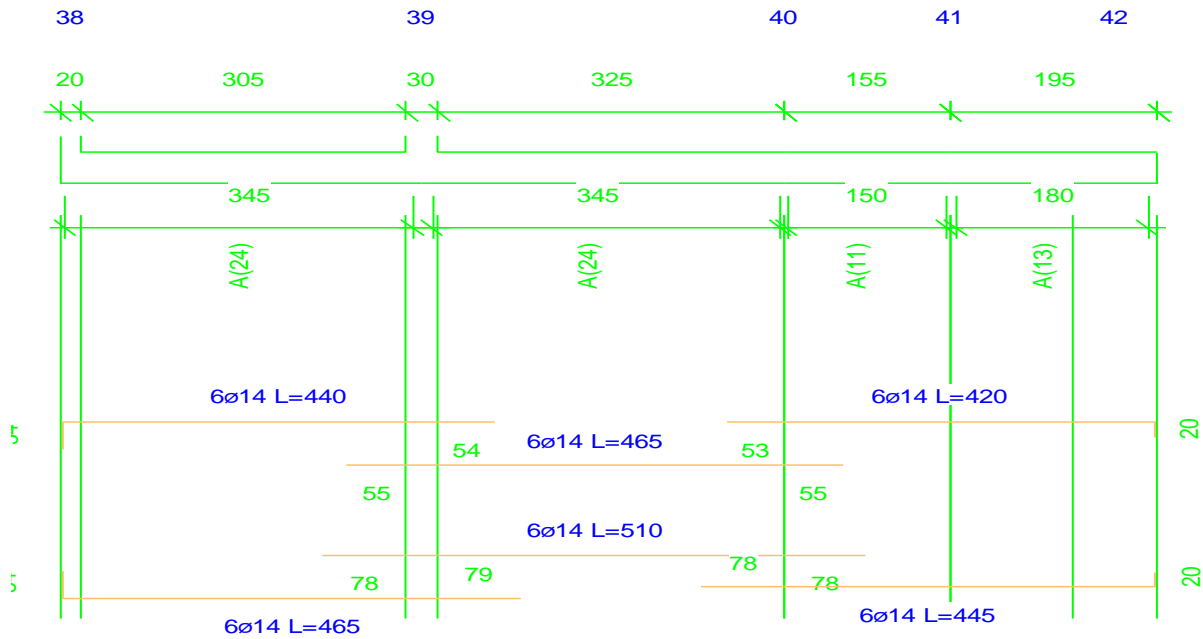 38 39 40 41 42
20 305 30 325 155 195
345 345 150 180
A(24) A(24) A(11) A(13)
6ø14 L=440 6ø14 L=420
6ø14 L=465
20
54 53
55 55
6ø14 L=510
78 79 78 78
20
6ø14 L=465 6ø14 L=445